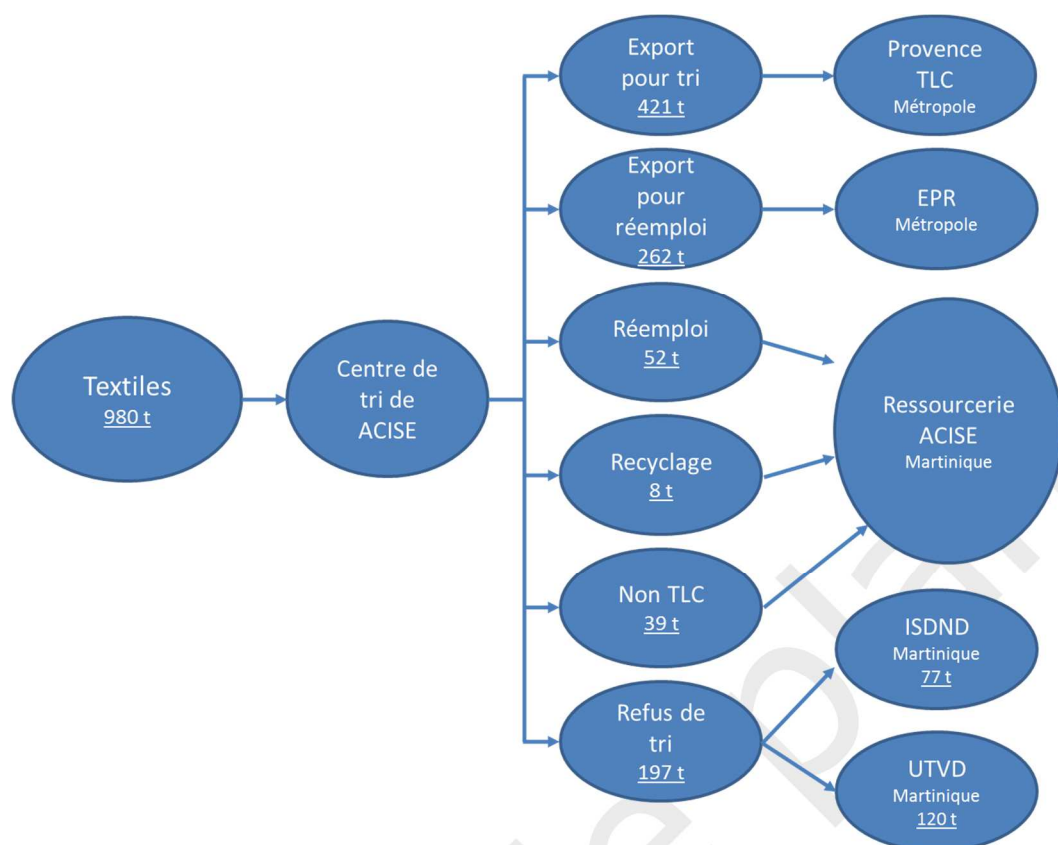 Textiles
980 t
Centre de
tri de
ACISE
Export
pour tri
421 t
Provence
TLC
Métropole
Export
pour
réemploi
262 t
EPR
Métropole
Réemploi
52 t
Recyclage
8 t
Non TLC
39 t
Ressourcerie
ACISE
Martinique
Refus de
tri
197 t
ISDND
Martinique
77 t
UTVD
Martinique
120 t